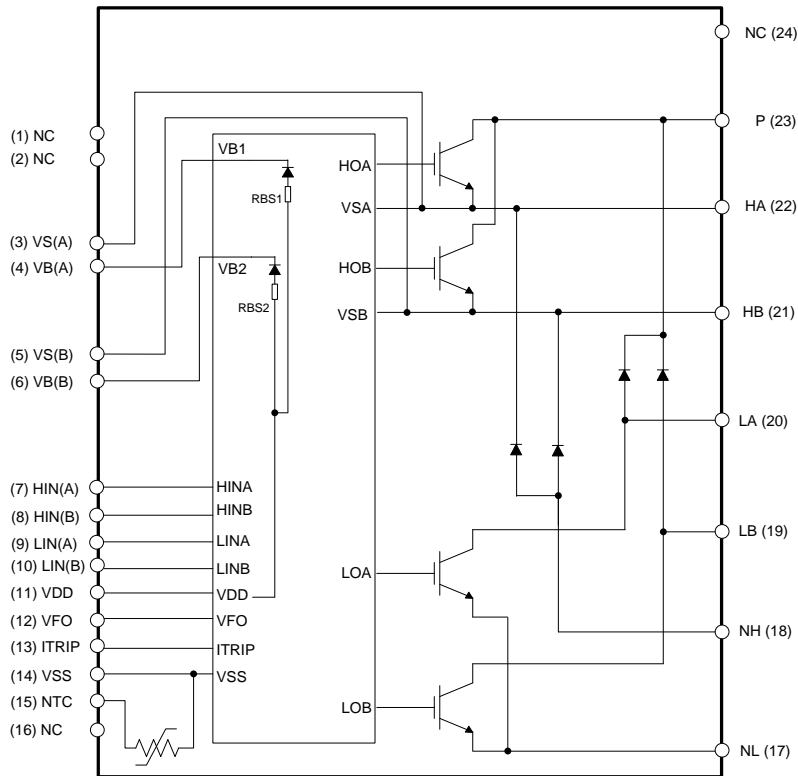 (1) NC
(2) NC
(3) VS(A)
(4) VB(A)
(5) VS(B)
(6) VB(B)
(7) HIN(A)
(8) HIN(B)
(9) LIN(A)
(10) LIN(B)
(11) VDD
(12) VFO
(13) ITRIP
(14) VSS
(15) NTC
(16) NC
VB1
RBS1
VB2
RBS2
HINA
HINB
LINA
LINB
VDD
VFO
ITRIP
VSS
HOA
VSA
HOB
VSB
LOA
LOB
NC (24)
P (23)
HA (22)
HB (21)
LA (20)
LB (19)
NH (18)
NL (17)